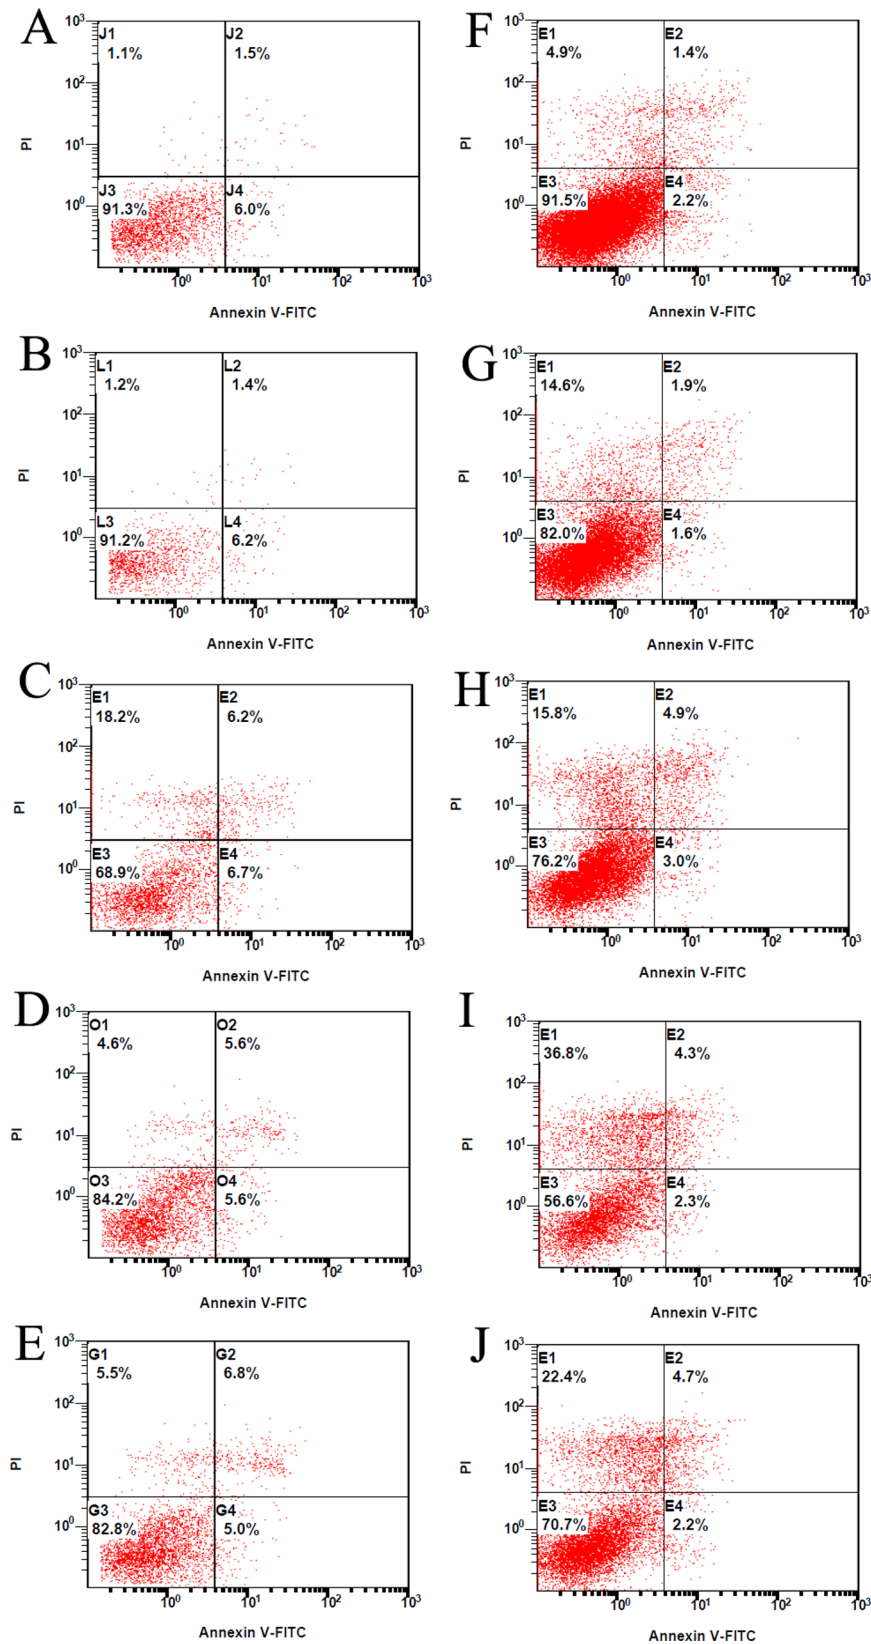 A
J1 J2
1.1% 1.5%
J3 J4
91.3% 6.0%
PI
10³
10²
10¹
10⁰
10⁰ 10¹ 10² 10³
Annexin V-FITC
B
L1 L2
1.2% 1.4%
L3 L4
91.2% 6.2%
PI
10³
10²
10¹
10⁰
10⁰ 10¹ 10² 10³
Annexin V-FITC
C
E1 E2
18.2% 6.2%
E3 E4
68.9% 6.7%
PI
10³
10²
10¹
10⁰
10⁰ 10¹ 10² 10³
Annexin V-FITC
D
O1 O2
4.6% 5.6%
O3 O4
84.2% 5.6%
PI
10³
10²
10¹
10⁰
10⁰ 10¹ 10² 10³
Annexin V-FITC
E
G1 G2
5.5% 6.8%
G3 G4
82.8% 5.0%
PI
10³
10²
10¹
10⁰
10⁰ 10¹ 10² 10³
Annexin V-FITC
F
E1 E2
4.9% 1.4%
E3 E4
91.5% 2.2%
PI
10³
10²
10¹
10⁰
10⁰ 10¹ 10² 10³
Annexin V-FITC
G
E1 E2
14.6% 1.9%
E3 E4
82.0% 1.6%
PI
10³
10²
10¹
10⁰
10⁰ 10¹ 10² 10³
Annexin V-FITC
H
E1 E2
15.8% 4.9%
E3 E4
76.2% 3.0%
PI
10³
10²
10¹
10⁰
10⁰ 10¹ 10² 10³
Annexin V-FITC
I
E1 E2
36.8% 4.3%
E3 E4
56.6% 2.3%
PI
10³
10²
10¹
10⁰
10⁰ 10¹ 10² 10³
Annexin V-FITC
J
E1 E2
22.4% 4.7%
E3 E4
70.7% 2.2%
PI
10³
10²
10¹
10⁰
10⁰ 10¹ 10² 10³
Annexin V-FITC